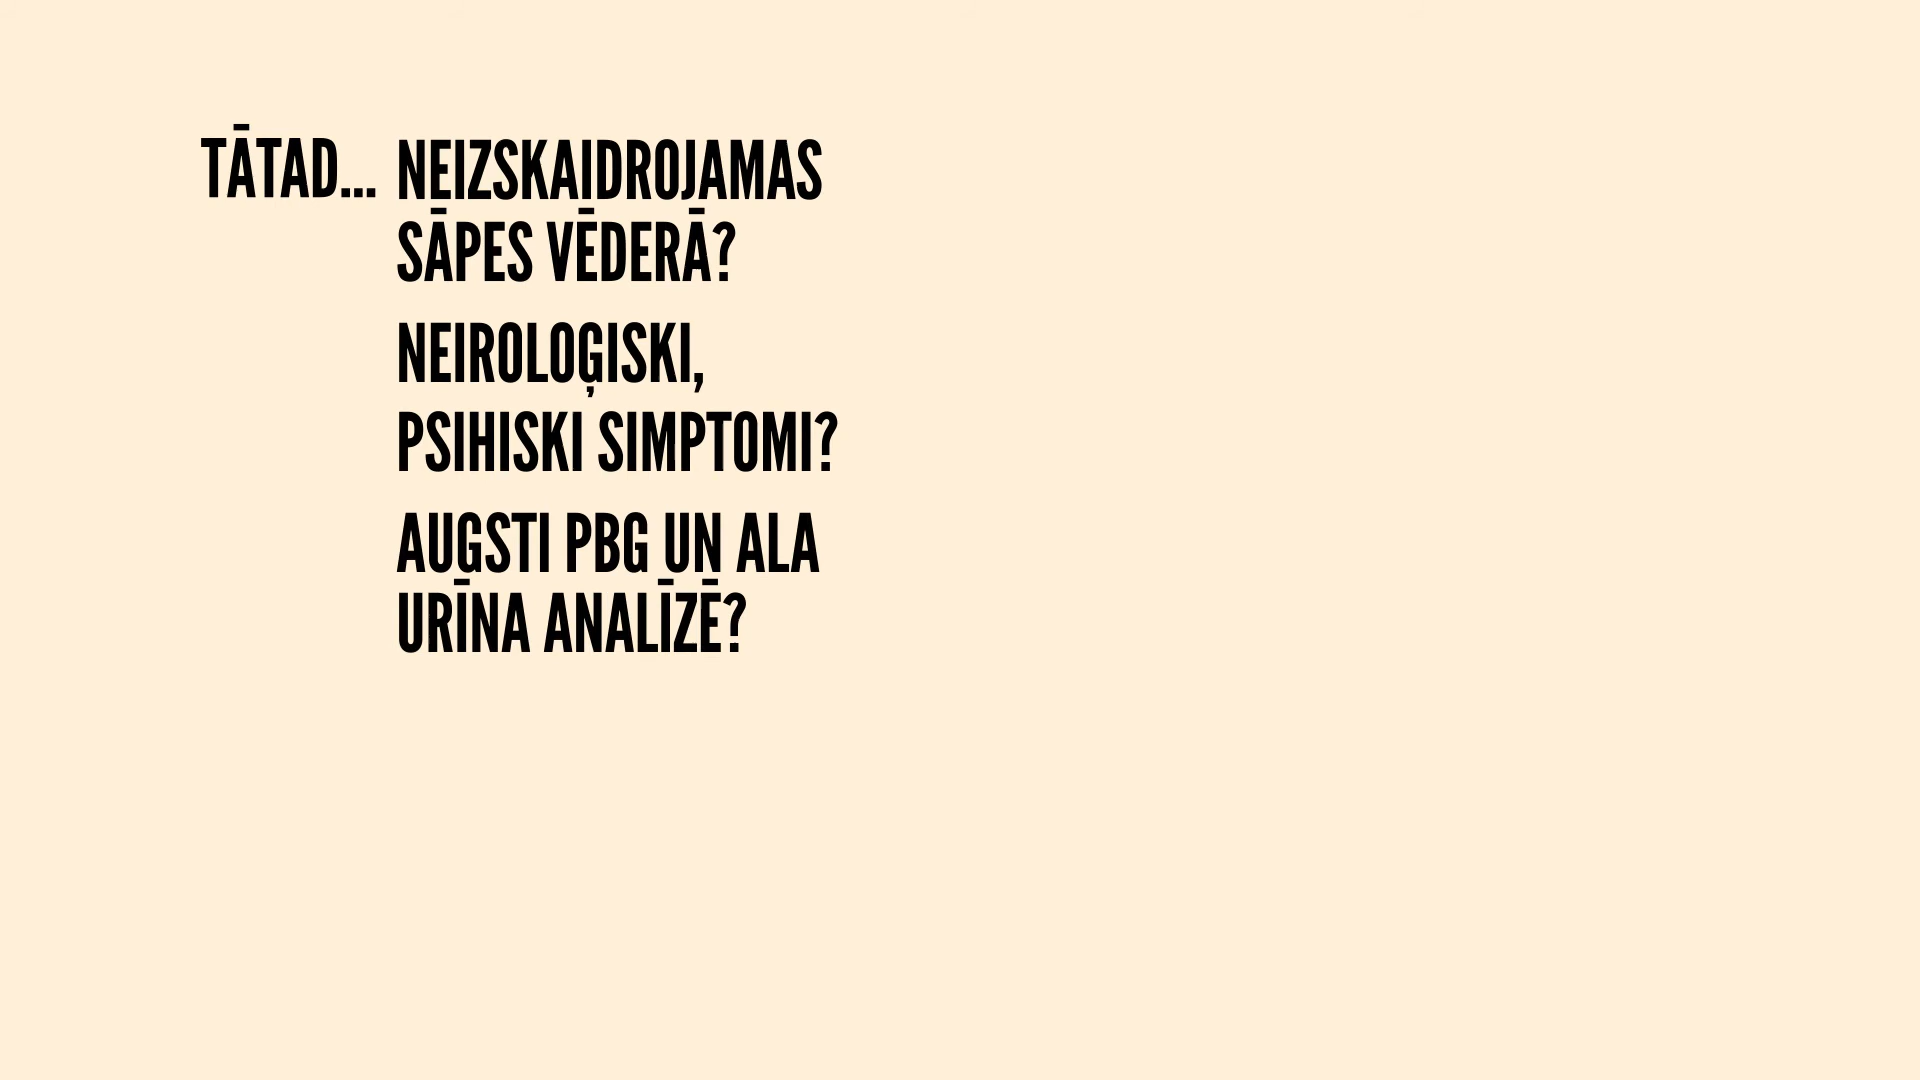 TĀTAD... NEIZSKAIDROJAMAS
SĀPES VĒDERĀ?
NEIROLOĢISKI,
PSIHISKI SIMPTOMI?
AUGSTI PBG UN ALA
URĪNA ANALĪZĒ?